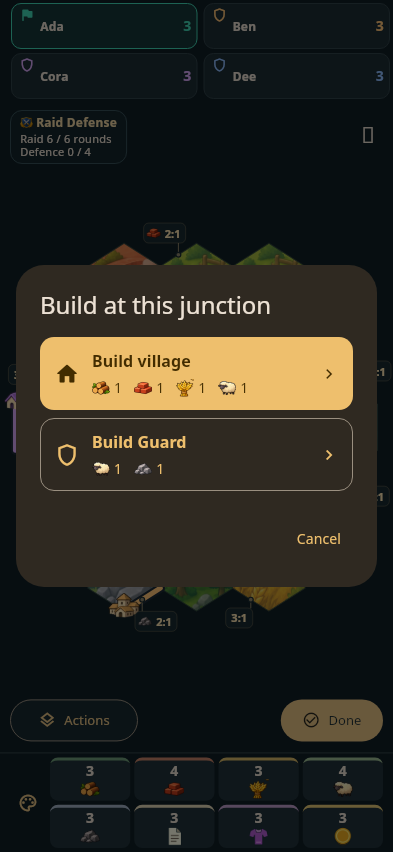 Ada 3
Ben 3
Cora 3
Dee 3
Raid Defense
Raid 6 / 6 rounds
Defence 0 / 4
2:1
Build at this junction
Build village
1 1 1 1
Build Guard
1 1
Cancel
:1
2:1
3:1
Actions
Done
3 4 3 4
3 3 3 3